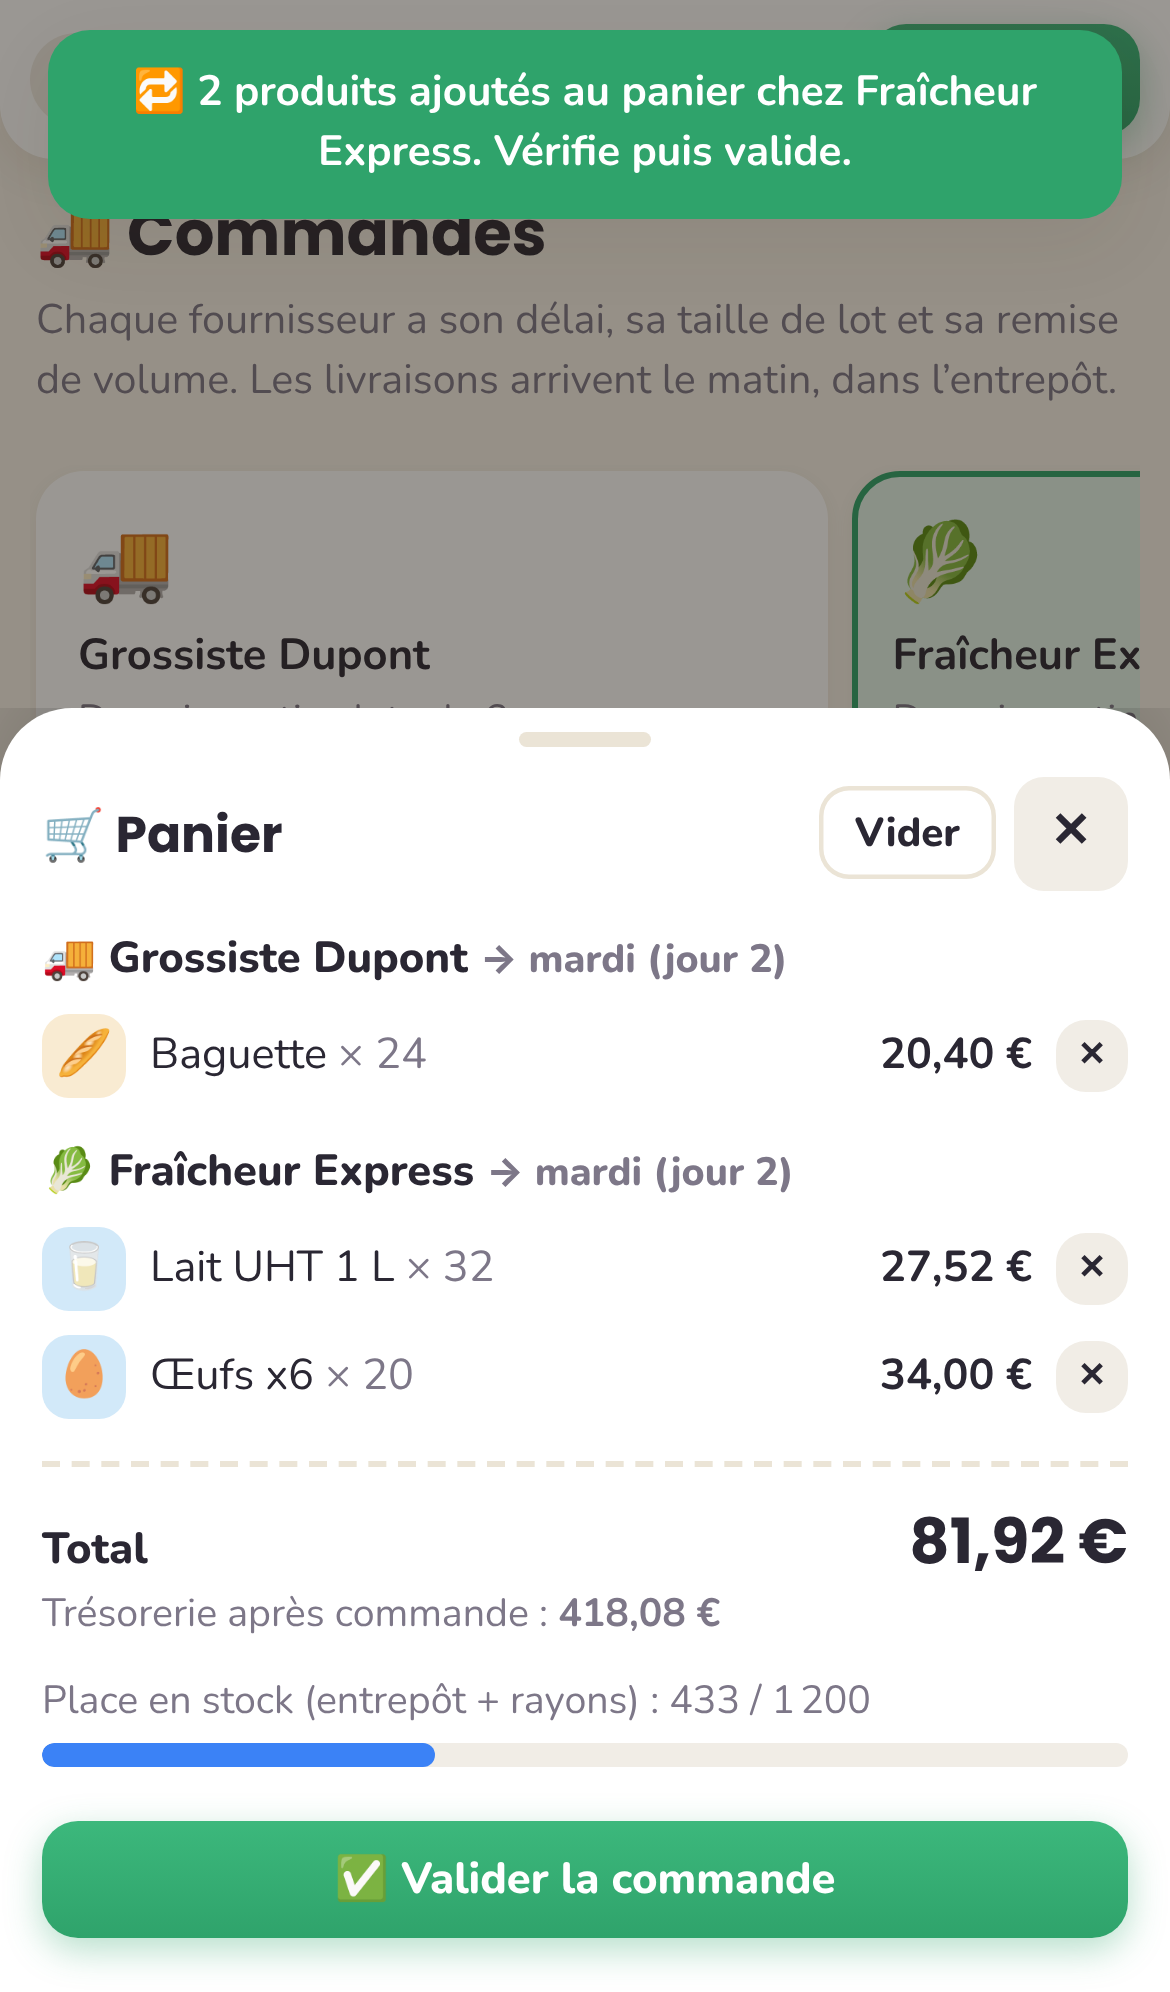 2 produits ajoutés au panier chez Fraîcheur
Express. Vérifie puis valide.
Commandes
Chaque fournisseur a son délai, sa taille de lot et sa remise
de volume. Les livraisons arrivent le matin, dans l’entrepôt.
Grossiste Dupont
Fraîcheur Ex
Panier
Vider
×
Grossiste Dupont → mardi (jour 2)
Baguette × 24
20,40 €
×
Fraîcheur Express → mardi (jour 2)
Lait UHT 1 L × 32
27,52 €
×
Œufs x6 × 20
34,00 €
×
Total
81,92 €
Trésorerie après commande : 418,08 €
Place en stock (entrepôt + rayons) : 433 / 1 200
Valider la commande